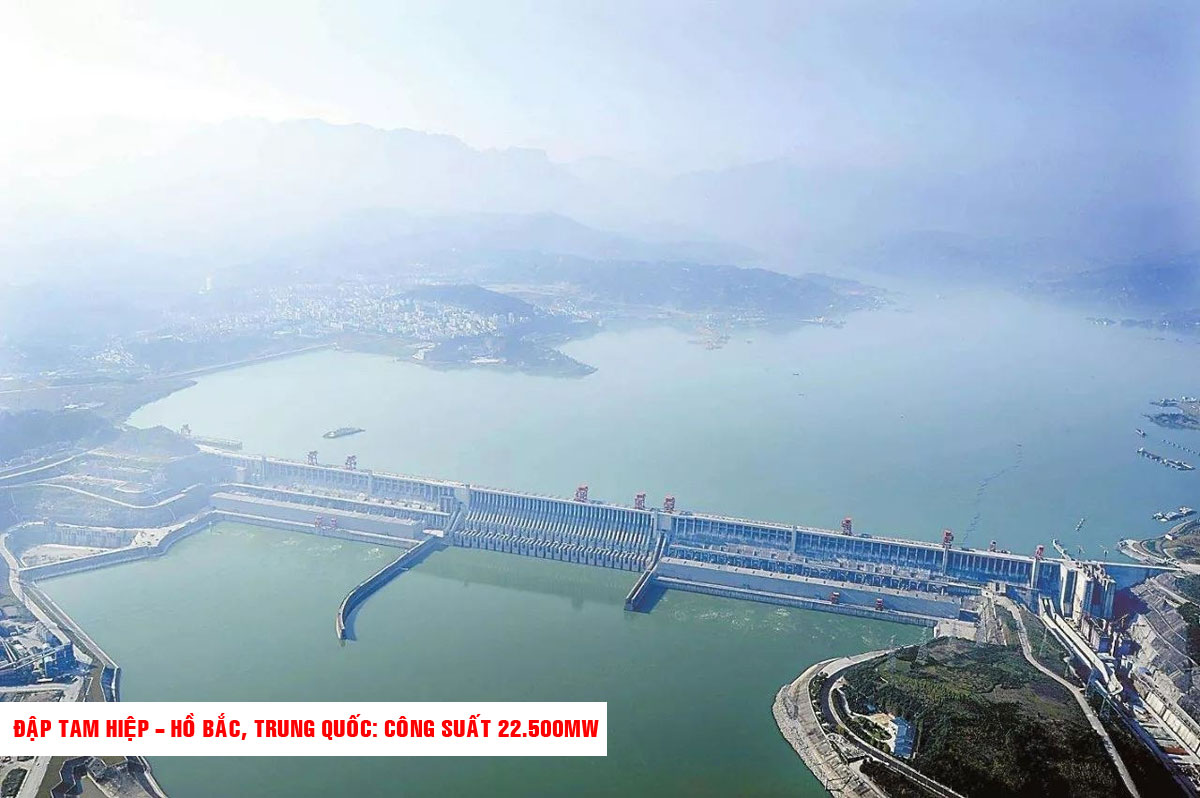 ĐẬP TAM HIỆP - HỒ BẮC, TRUNG QUỐC: CÔNG SUẤT 22.500MW